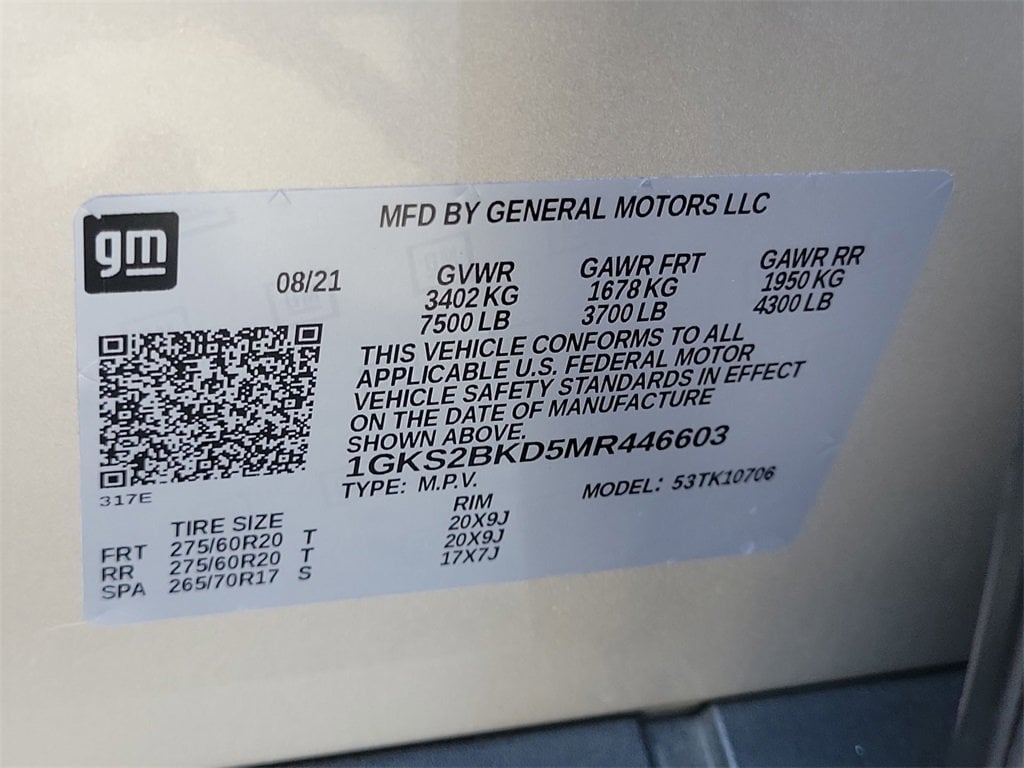 gm
MFD BY GENERAL MOTORS LLC
08/21 GVWR GAWR FRT GAWR RR
3402 KG 1678 KG 1950 KG
7500 LB 3700 LB 4300 LB
THIS VEHICLE CONFORMS TO ALL
APPLICABLE U.S. FEDERAL MOTOR
VEHICLE SAFETY STANDARDS IN EFFECT
ON THE DATE OF MANUFACTURE
SHOWN ABOVE.
1GKS2BKD5MR446603
317E
TYPE: M.P.V. MODEL: 53TK10706
TIRE SIZE RIM
FRT 275/60R20 T 20X9J
RR 275/60R20 T 20X9J
SPA 265/70R17 S 17X7J